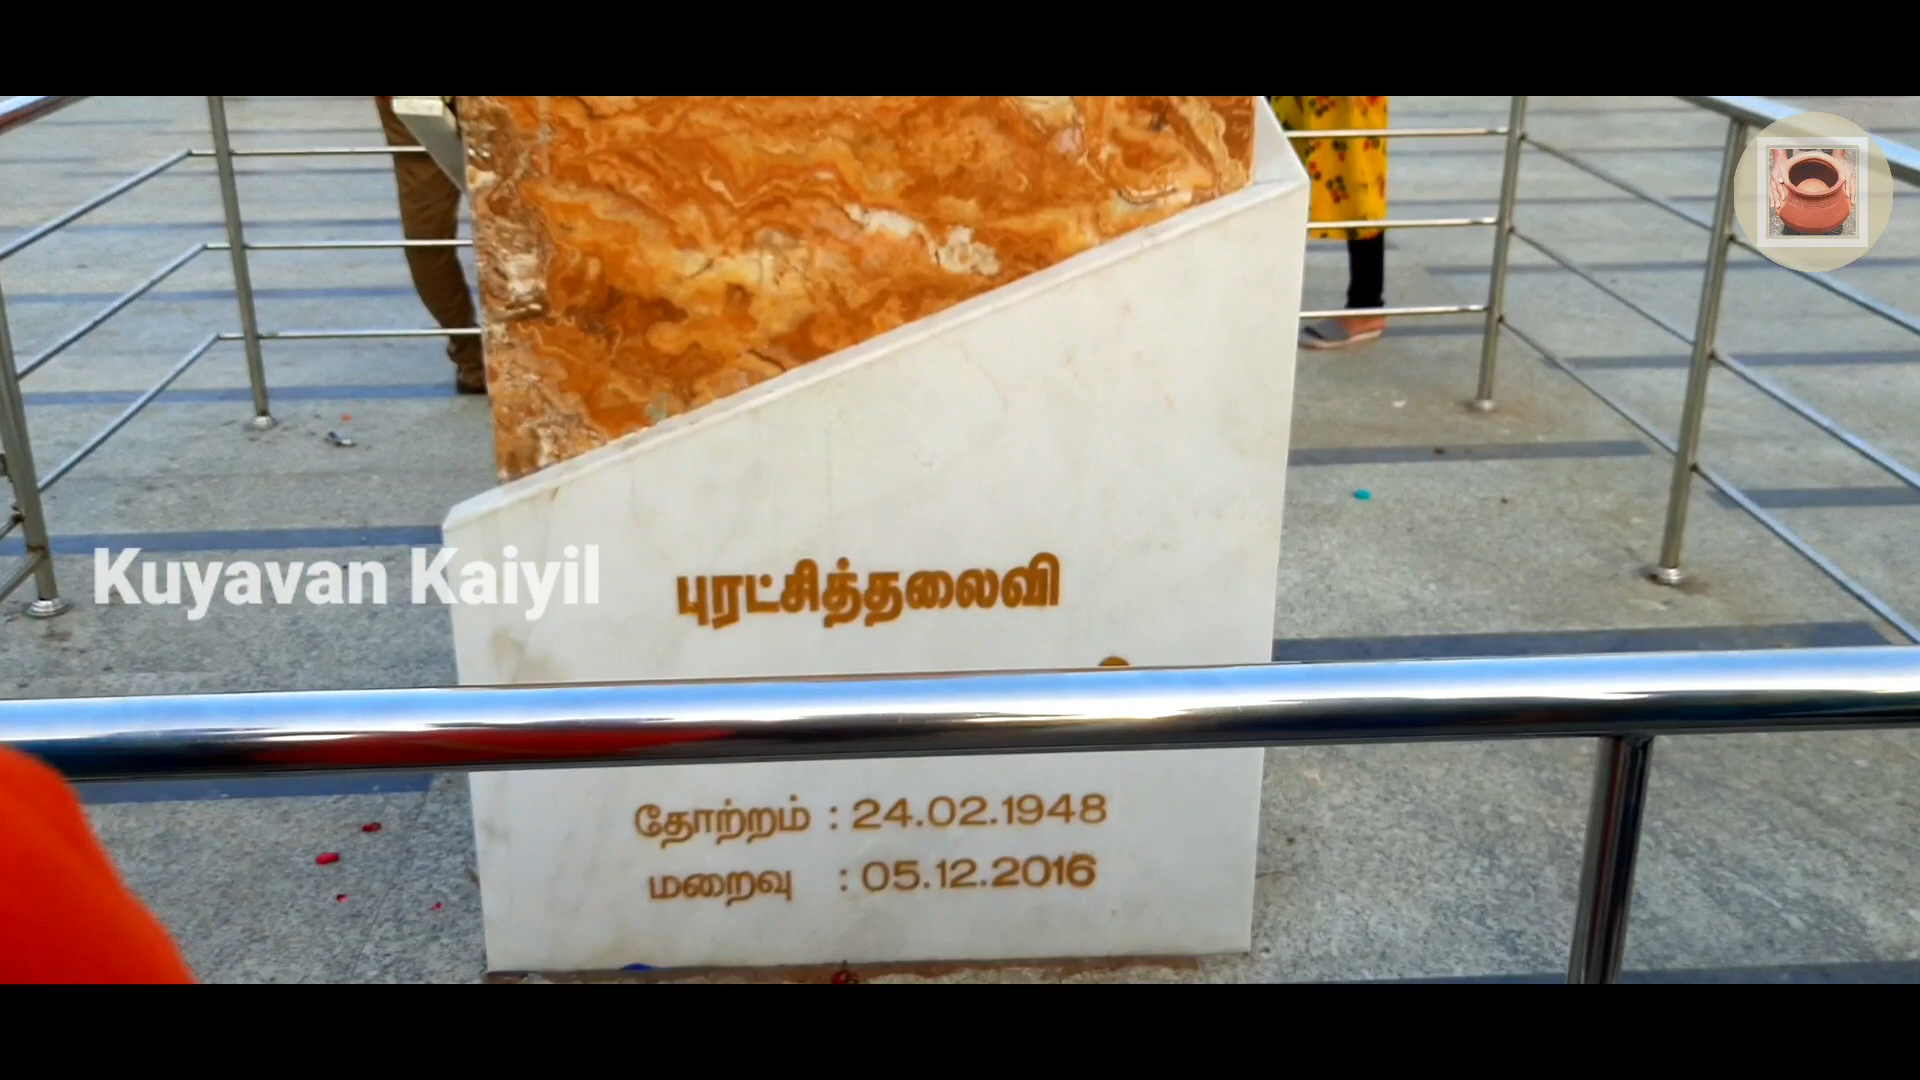 Kuyavan Kaiyil
புரட்சித்தலைவி
தோற்றம் : 24.02.1948
மறைவு : 05.12.2016